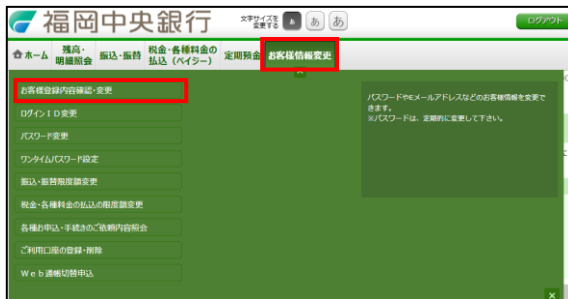 福岡中央銀行
文字サイズを変更する
あ あ あ
ログアウト
ホーム
残高・明細照会
振込・振替
税金・各種料金の払込（ペイジー）
定期預金
お客様情報変更
お客様登録内容確認・変更
ログインＩＤ変更
パスワード変更
ワンタイムパスワード設定
振込・振替限度額変更
税金・各種料金の払込の限度額変更
各種お申込・手続きのご依頼内容照会
ご利用口座の登録・削除
Ｗｅｂ通帳切替申込
パスワードやEメールアドレスなどのお客様情報を変更で
きます。
※パスワードは、定期的に変更して下さい。
×